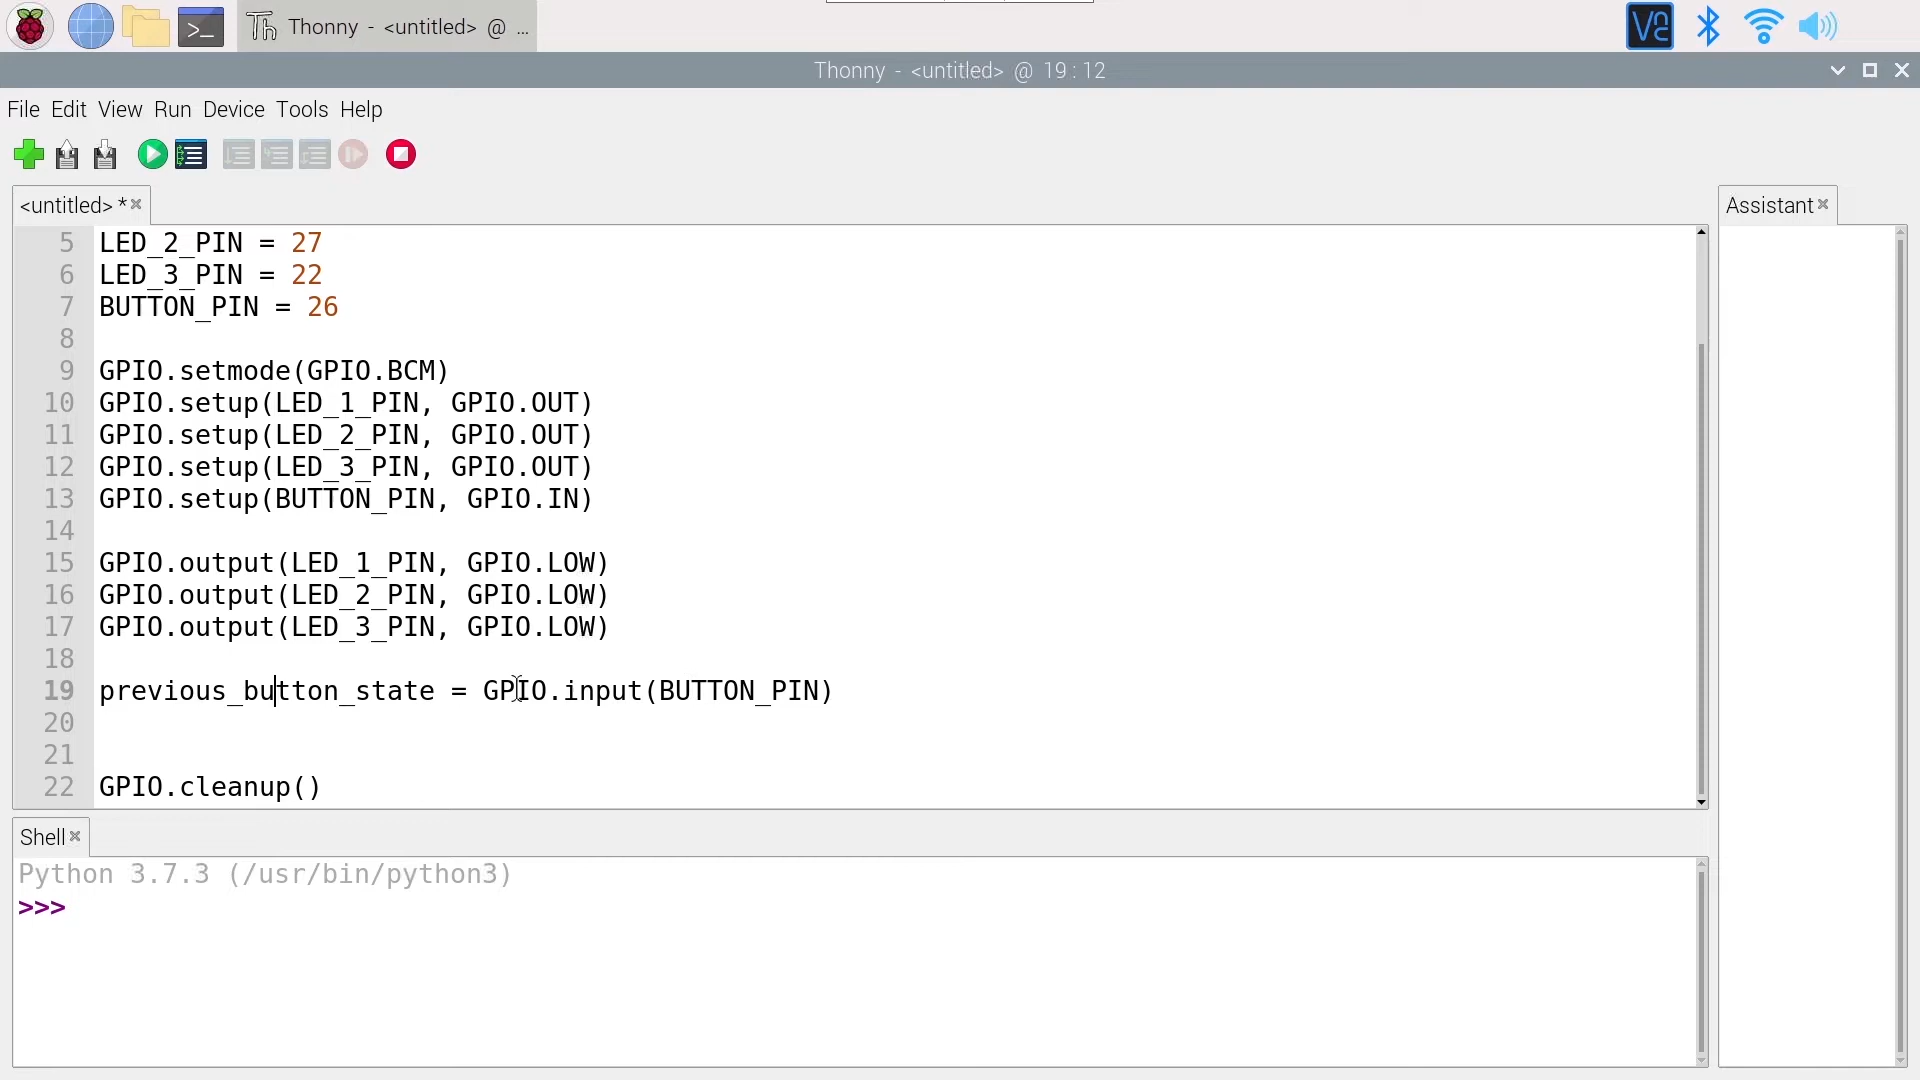 Thonny - <untitled> @ ...
Thonny - <untitled> @ 19:12
File Edit View Run Device Tools Help
<untitled> *
Assistant
5 LED_2_PIN = 27
6 LED_3_PIN = 22
7 BUTTON_PIN = 26
8
9 GPIO.setmode(GPIO.BCM)
10 GPIO.setup(LED_1_PIN, GPIO.OUT)
11 GPIO.setup(LED_2_PIN, GPIO.OUT)
12 GPIO.setup(LED_3_PIN, GPIO.OUT)
13 GPIO.setup(BUTTON_PIN, GPIO.IN)
14
15 GPIO.output(LED_1_PIN, GPIO.LOW)
16 GPIO.output(LED_2_PIN, GPIO.LOW)
17 GPIO.output(LED_3_PIN, GPIO.LOW)
18
19 previous_button_state = GPIO.input(BUTTON_PIN)
20
21
22 GPIO.cleanup()
Shell
Python 3.7.3 (/usr/bin/python3)
>>>